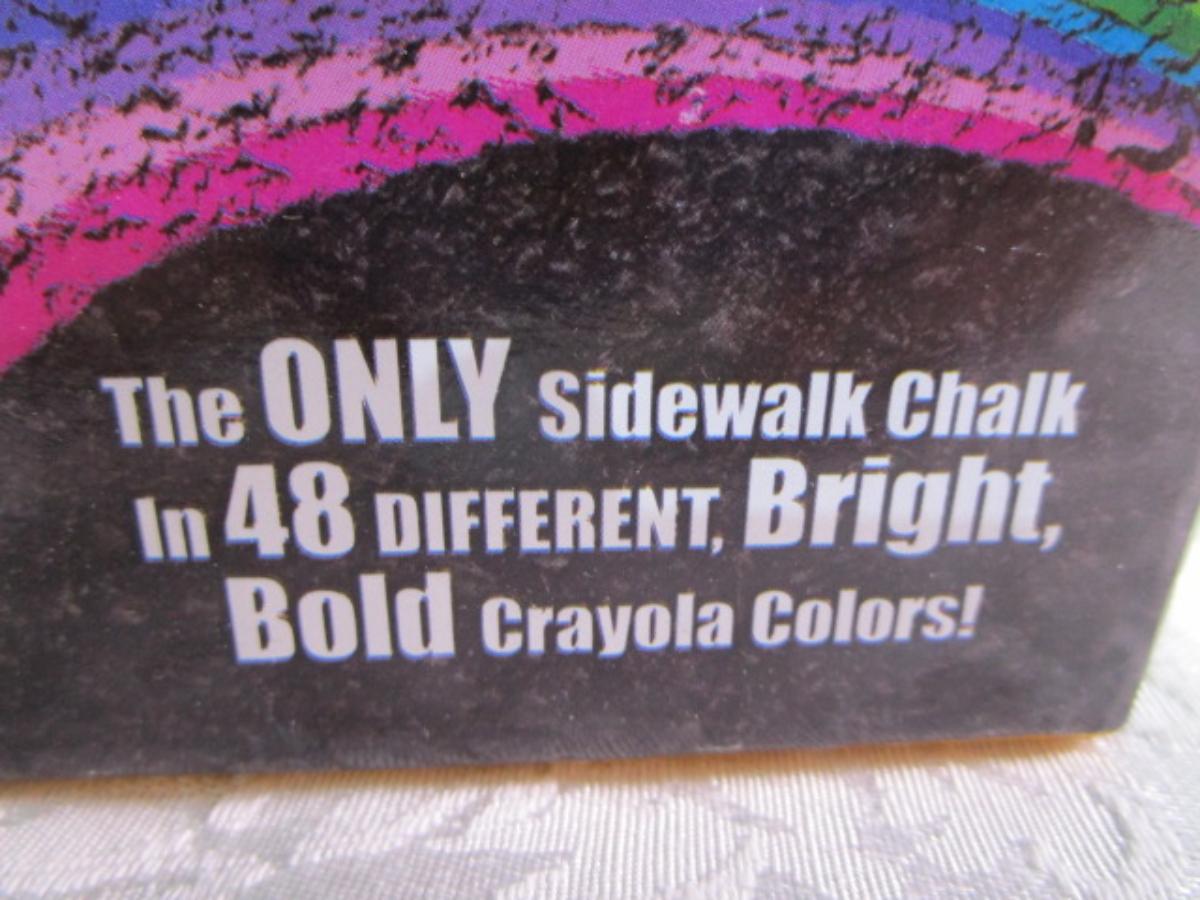 The ONLY Sidewalk Chalk
In 48 DIFFERENT, Bright,
Bold Crayola Colors!